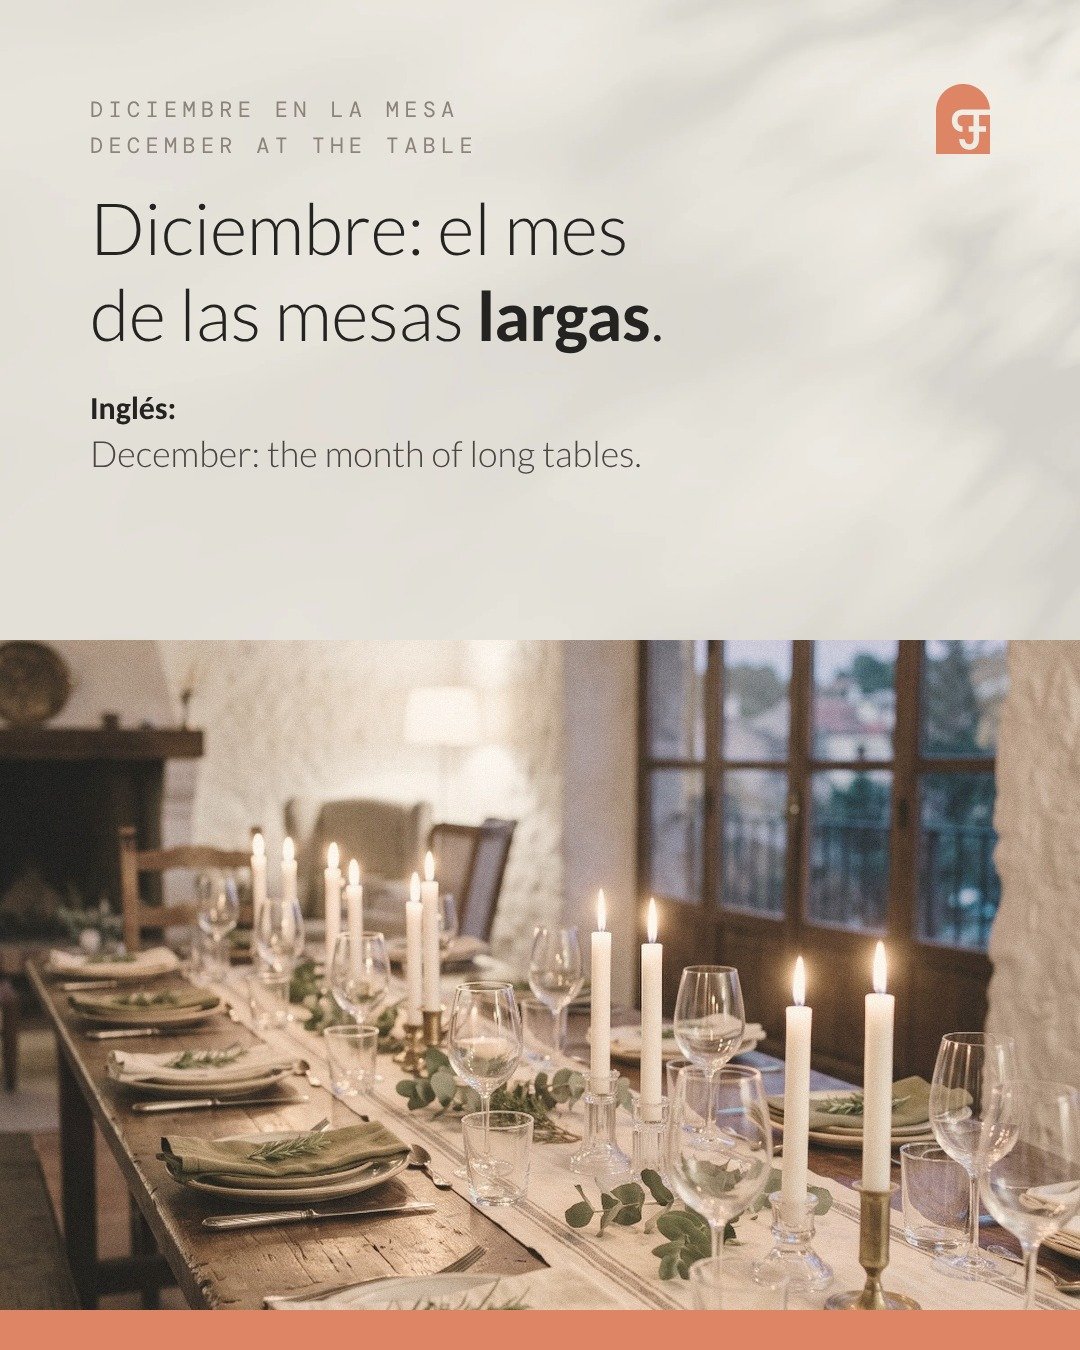 DICIEMBRE EN LA MESA
DECEMBER AT THE TABLE
Diciembre: el mes
de las mesas largas.
Inglés:
December: the month of long tables.